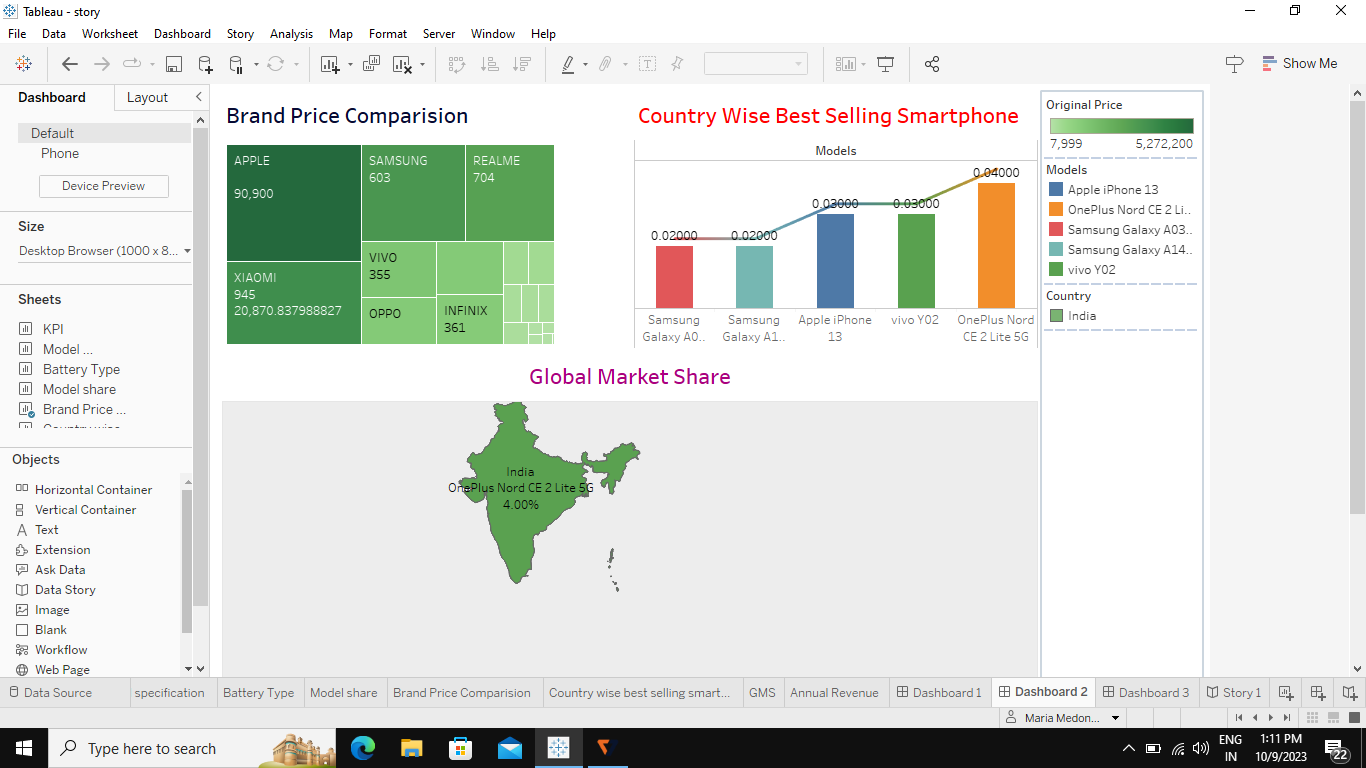 Tableau - story
File Data Worksheet Dashboard Story Analysis Map Format Server Window Help
Show Me
Dashboard Layout
Default
Phone
Device Preview
Size
Desktop Browser (1000 x 8...
Sheets
KPI
Model ...
Battery Type
Model share
Brand Price ...
Objects
Horizontal Container
Vertical Container
Text
Extension
Ask Data
Data Story
Image
Blank
Workflow
Web Page
Brand Price Comparision
APPLE
90,900
SAMSUNG
603
REALME
704
XIAOMI
945
20,870.837988827
VIVO
355
OPPO
INFINIX
361
Country Wise Best Selling Smartphone
Models
0.02000 0.02000 0.03000 0.03000 0.04000
Samsung Galaxy A0..
Samsung Galaxy A1..
Apple iPhone 13
vivo Y02
OnePlus Nord CE 2 Lite 5G
Global Market Share
India
OnePlus Nord CE 2 Lite 5G
4.00%
Original Price
7,999 5,272,200
Models
Apple iPhone 13
OnePlus Nord CE 2 Li..
Samsung Galaxy A03..
Samsung Galaxy A14..
vivo Y02
Country
India
Data Source specification Battery Type Model share Brand Price Comparision Country wise best selling smart... GMS Annual Revenue Dashboard 1 Dashboard 2 Dashboard 3 Story 1
Maria Medon...
Type here to search
ENG
IN
1:11 PM
10/9/2023
22